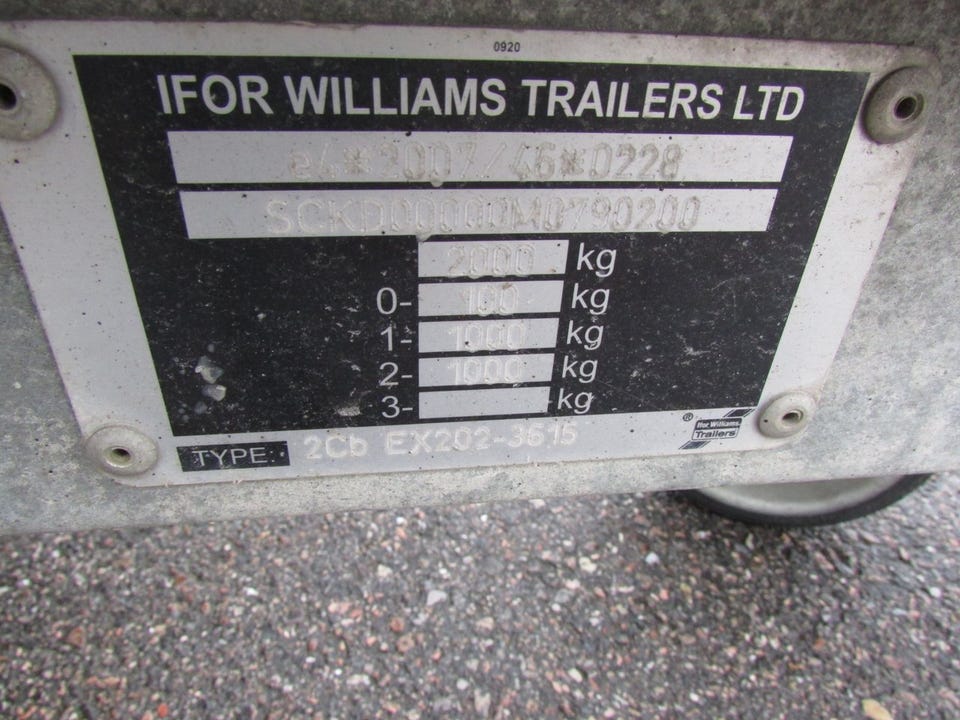 0920
IFOR WILLIAMS TRAILERS LTD
e4*2007/46*0228
SCKD00000M0790200
2000 kg
0- 100 kg
1- 1000 kg
2- 1000 kg
3- kg
TYPE: 2Cb EX202-3615
® Ifor Williams
Trailers